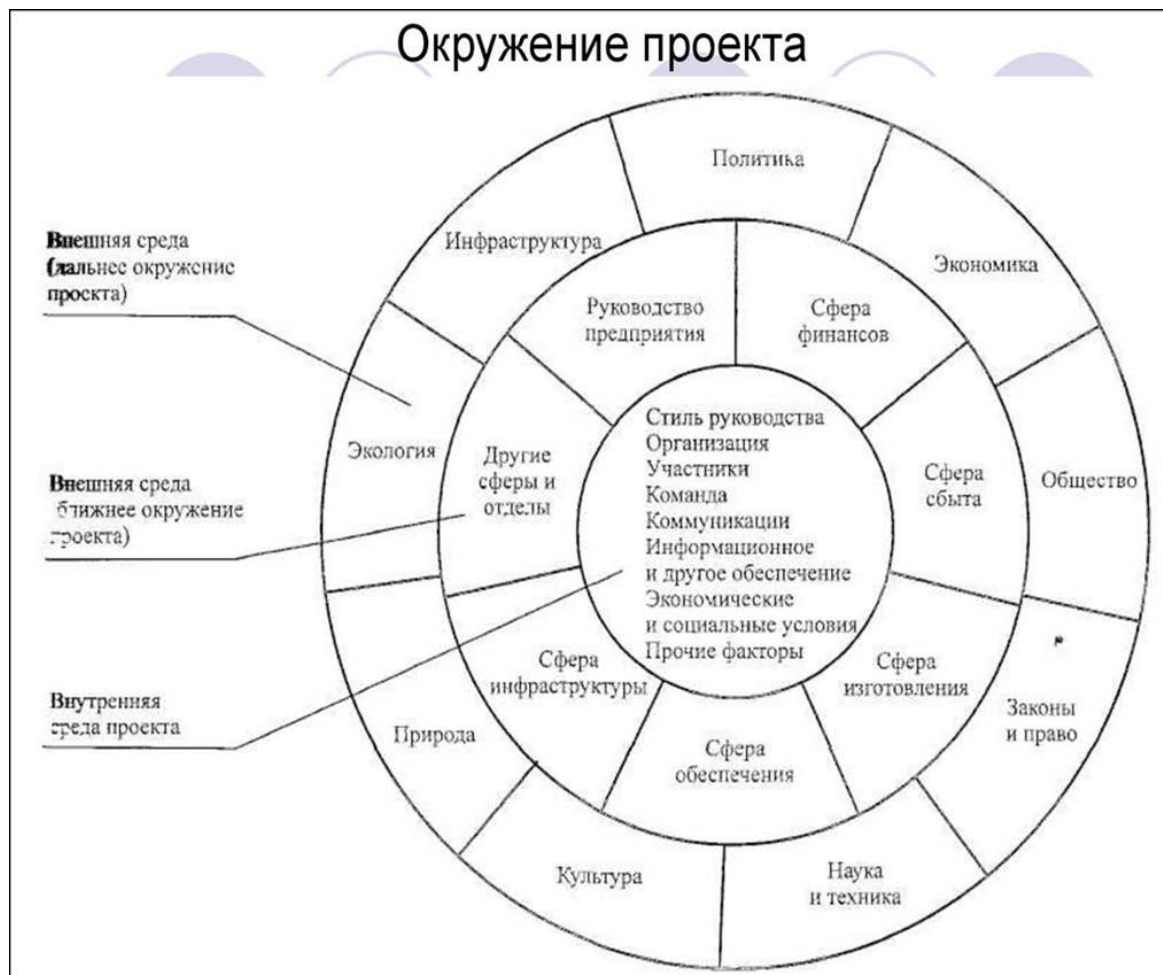 Окружение проекта
Политика
Инфраструктура
Экономика
Внешняя среда
(дальнее окружение
проекта)
Руководство
предприятия
Сфера
финансов
Стиль руководства
Организация
Участники
Команда
Коммуникации
Информационное
и другое обеспечение
Экономические
и социальные условия
Прочие факторы
Экология
Другие
сферы и
отделы
Сфера
сбыта
Общество
Внешняя среда
ближнее окружение
проекта)
Сфера
инфраструктуры
Сфера
изготовления
Внутренняя
среда проекта
Природа
Сфера
обеспечения
Законы
и право
Культура
Наука
и техника